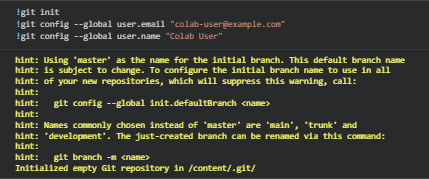 !git init
!git config --global user.email "colab-user@example.com"
!git config --global user.name "Colab User"
hint: Using 'master' as the name for the initial branch. This default branch name
hint: is subject to change. To configure the initial branch name to use in all
hint: of your new repositories, which will suppress this warning, call:
hint:
hint:   git config --global init.defaultBranch <name>
hint:
hint: Names commonly chosen instead of 'master' are 'main', 'trunk' and
hint: 'development'. The just-created branch can be renamed via this command:
hint:
hint:   git branch -m <name>
Initialized empty Git repository in /content/.git/